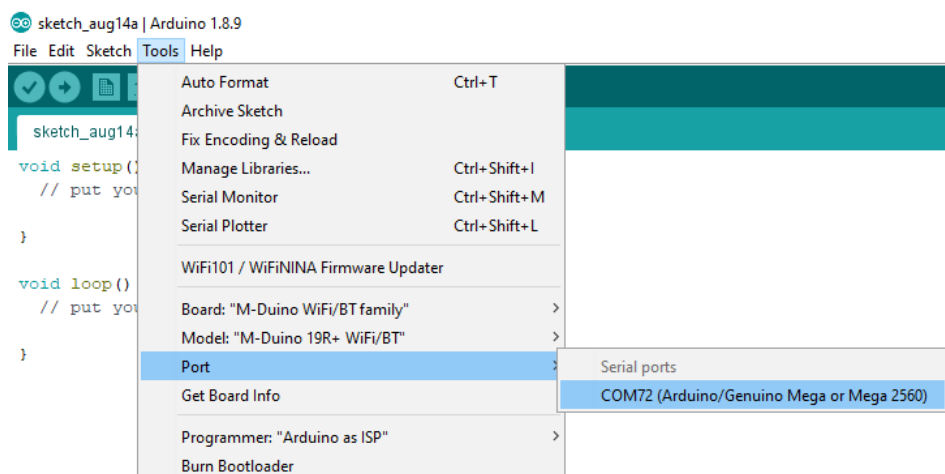 sketch_aug14a | Arduino 1.8.9
File Edit Sketch Tools Help
Auto Format Ctrl+T
Archive Sketch
sketch_aug14a
Fix Encoding & Reload
void setup()
Manage Libraries... Ctrl+Shift+I
// put you
Serial Monitor Ctrl+Shift+M
Serial Plotter Ctrl+Shift+L
}
WiFi101 / WiFiNINA Firmware Updater
void loop()
// put you
Board: "M-Duino WiFi/BT family"
Model: "M-Duino 19R+ WiFi/BT"
}
Port
Serial ports
Get Board Info
COM72 (Arduino/Genuino Mega or Mega 2560)
Programmer: "Arduino as ISP"
Burn Bootloader